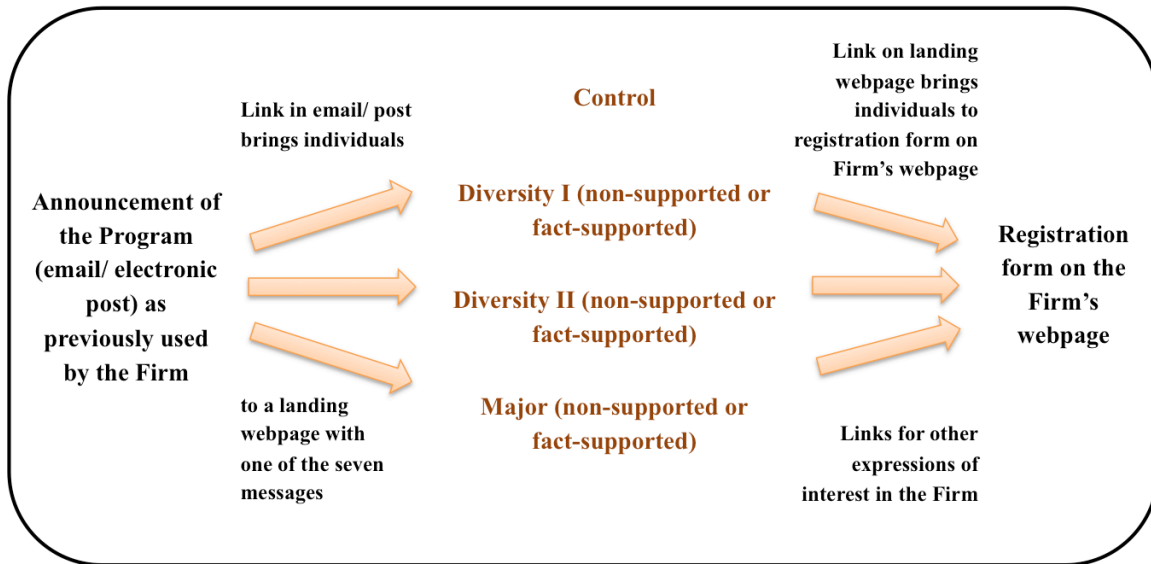 Announcement of
the Program
(email/ electronic
post) as
previously used
by the Firm
Link in email/ post
brings individuals
to a landing
webpage with
one of the seven
messages
Control
Diversity I (non-supported or
fact-supported)
Diversity II (non-supported or
fact-supported)
Major (non-supported or
fact-supported)
Link on landing
webpage brings
individuals to
registration form on
Firm’s webpage
Links for other
expressions of
interest in the Firm
Registration
form on the
Firm’s
webpage